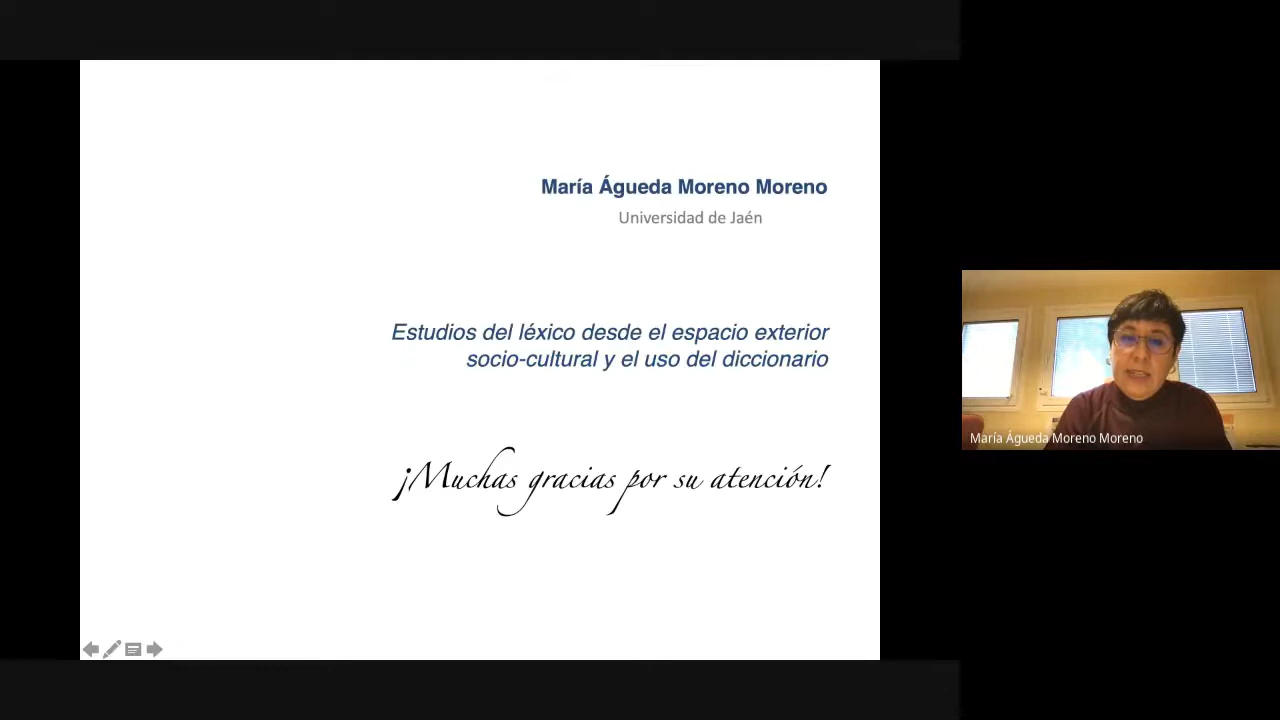 María Águeda Moreno Moreno
Universidad de Jaén
Estudios del léxico desde el espacio exterior
socio-cultural y el uso del diccionario
¡Muchas gracias por su atención!
María Águeda Moreno Moreno